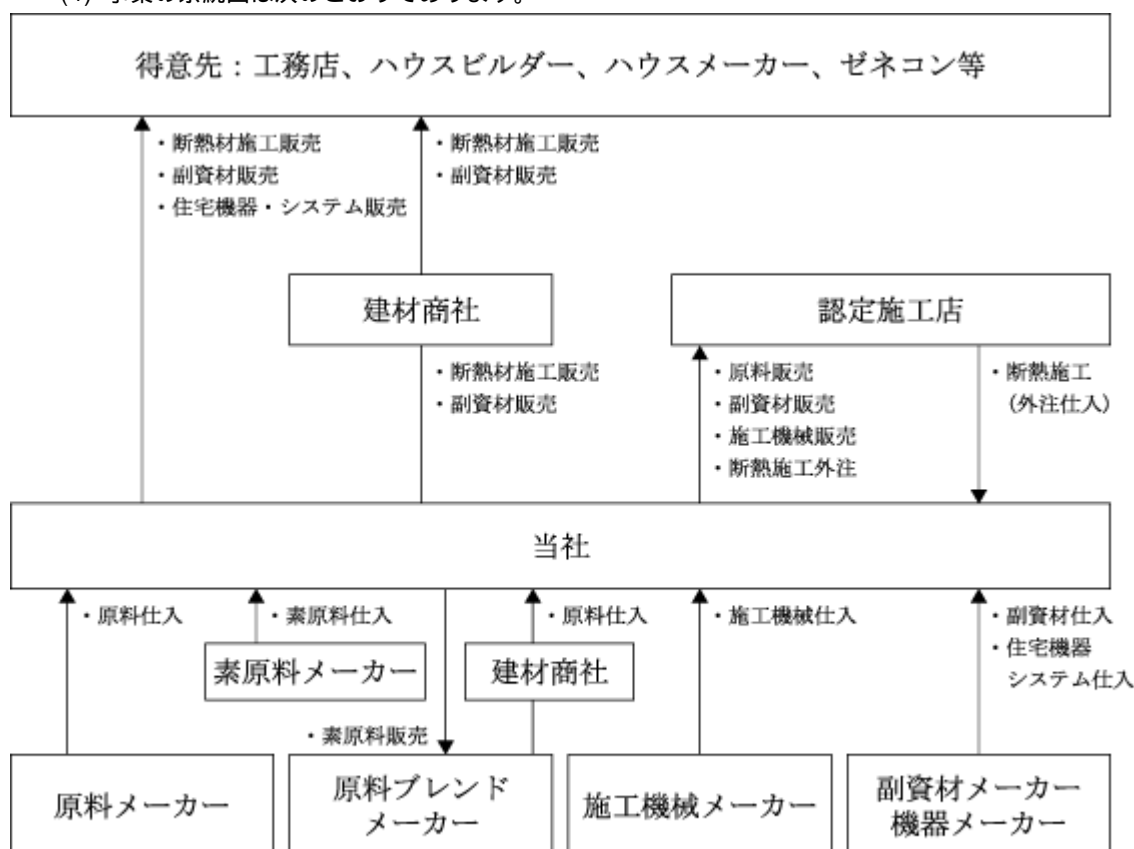 (4) 事業の系統図は次のとおりであります。
得意先：工務店、ハウスビルダー、ハウスメーカー、ゼネコン等
・断熱材施工販売
・副資材販売
・住宅機器・システム販売
・断熱材施工販売
・副資材販売
建材商社
認定施工店
・断熱材施工販売
・副資材販売
・原料販売
・副資材販売
・施工機械販売
・断熱施工外注
・断熱施工
（外注仕入）
当社
・原料仕入
・素原料仕入
・原料仕入
・施工機械仕入
・副資材仕入
・住宅機器
システム仕入
素原料メーカー
建材商社
・素原料販売
原料メーカー
原料ブレンド
メーカー
施工機械メーカー
副資材メーカー
機器メーカー